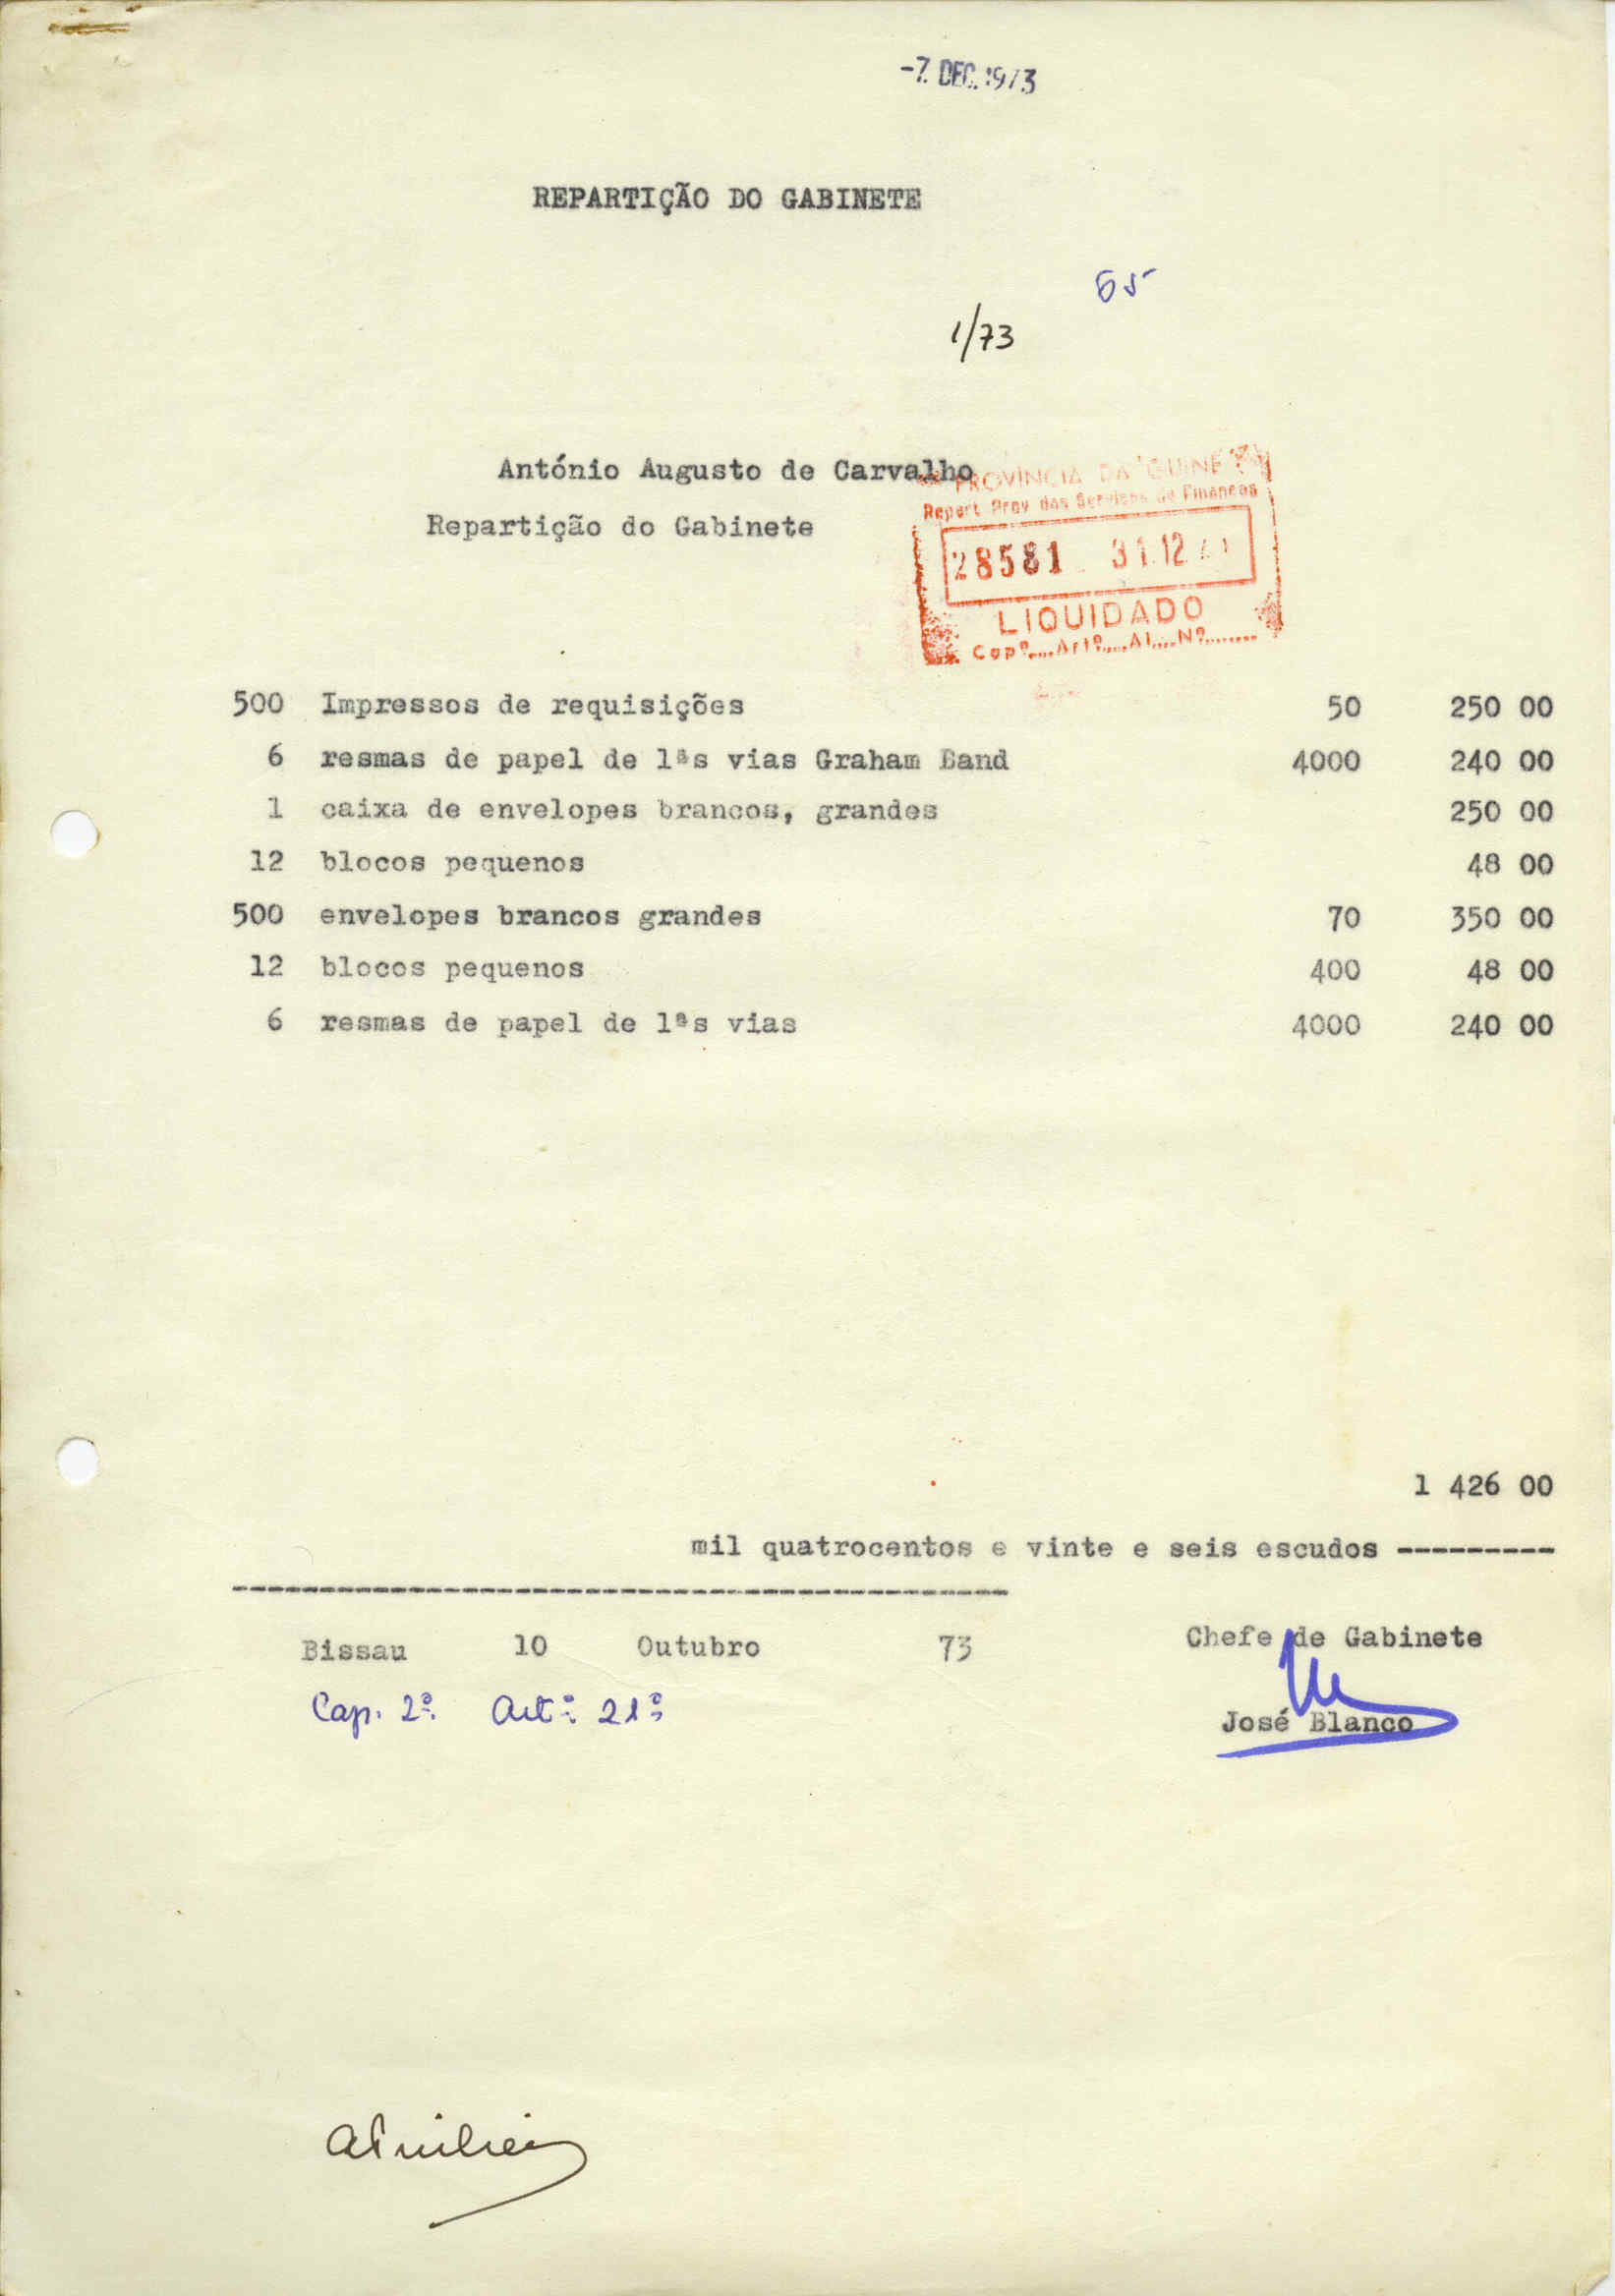 -7. DEC. 1973
REPARTIÇÃO DO GABINETE
65
1/73
António Augusto de Carvalho
Repartição do Gabinete
PROVÍNCIA DA GUINÉ
Repart. Prov. dos Serviços de Finanças
28581 31.12
LIQUIDADO
Capº....Artº....Al....Nº........
500 Impressos de requisições 50 250 00
6 resmas de papel de 1ªs vias Graham Band 4000 240 00
1 caixa de envelopes brancos, grandes 250 00
12 blocos pequenos 48 00
500 envelopes brancos grandes 70 350 00
12 blocos pequenos 400 48 00
6 resmas de papel de 1ªs vias 4000 240 00
1 426 00
mil quatrocentos e vinte e seis escudos ---------
--------------------------------------------
Bissau 10 Outubro 73 Chefe de Gabinete
Cap. 2º. Artº. 21º
José Blanco